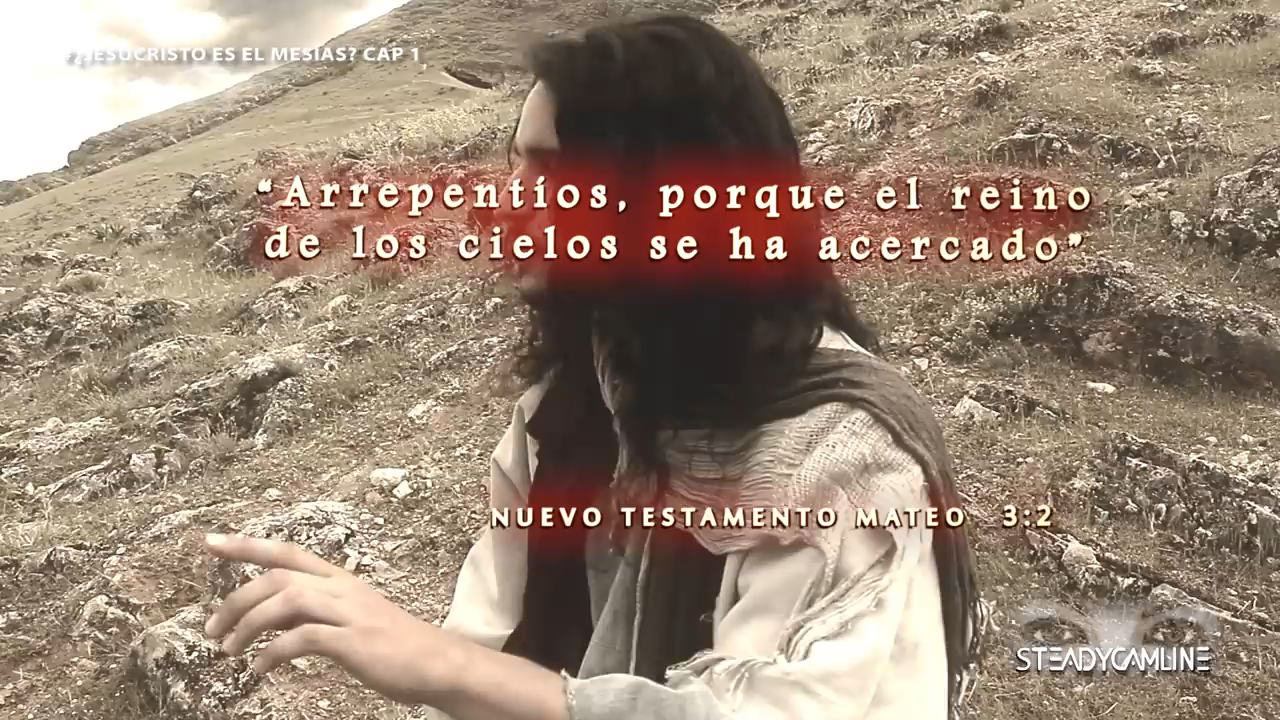 #¿JESUCRISTO ES EL MESIAS? CAP 1
“Arrepentíos, porque el reino
de los cielos se ha acercado”
NUEVO TESTAMENTO MATEO 3:2
STEADYCAMLINE